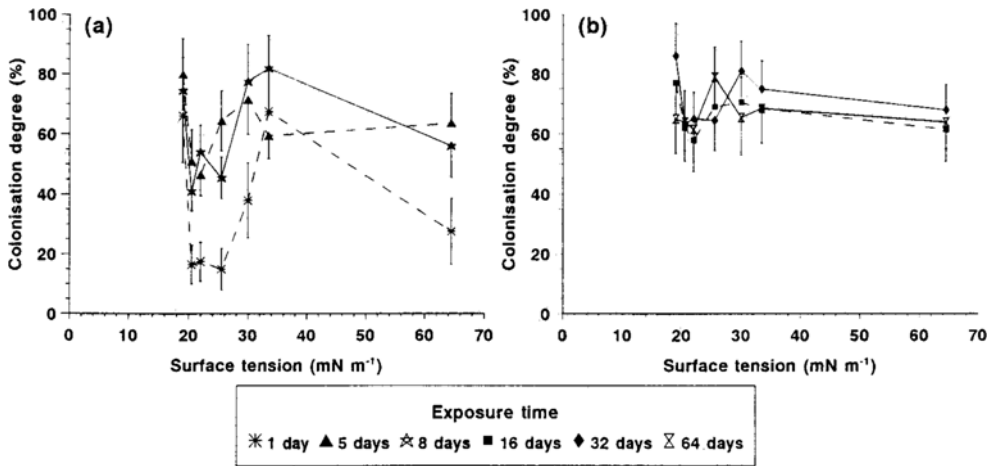 (a)
100
80
60
40
20
0
Colonisation degree (%)
0 10 20 30 40 50 60 70
Surface tension (mN m⁻¹)
(b)
100
80
60
40
20
0
Colonisation degree (%)
0 10 20 30 40 50 60 70
Surface tension (mN m⁻¹)
Exposure time
1 day 5 days 8 days 16 days 32 days 64 days